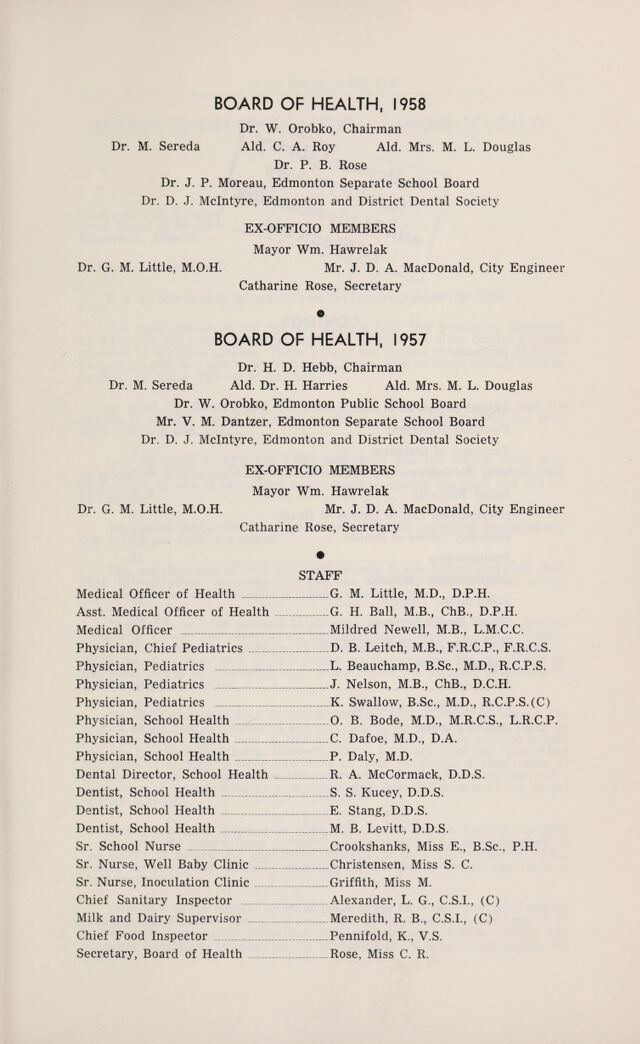 BOARD OF HEALTH, 1958
Dr. W. Orobko, Chairman
Dr. M. Sereda Ald. C. A. Roy Ald. Mrs. M. L. Douglas
Dr. P. B. Rose
Dr. J. P. Moreau, Edmonton Separate School Board
Dr. D. J. McIntyre, Edmonton and District Dental Society
EX-OFFICIO MEMBERS
Mayor Wm. Hawrelak
Dr. G. M. Little, M.O.H. Mr. J. D. A. MacDonald, City Engineer
Catharine Rose, Secretary
BOARD OF HEALTH, 1957
Dr. H. D. Hebb, Chairman
Dr. M. Sereda Ald. Dr. H. Harries Ald. Mrs. M. L. Douglas
Dr. W. Orobko, Edmonton Public School Board
Mr. V. M. Dantzer, Edmonton Separate School Board
Dr. D. J. McIntyre, Edmonton and District Dental Society
EX-OFFICIO MEMBERS
Mayor Wm. Hawrelak
Dr. G. M. Little, M.O.H. Mr. J. D. A. MacDonald, City Engineer
Catharine Rose, Secretary
STAFF
Medical Officer of Health G. M. Little, M.D., D.P.H.
Asst. Medical Officer of Health G. H. Ball, M.B., ChB., D.P.H.
Medical Officer Mildred Newell, M.B., L.M.C.C.
Physician, Chief Pediatrics D. B. Leitch, M.B., F.R.C.P., F.R.C.S.
Physician, Pediatrics L. Beauchamp, B.Sc., M.D., R.C.P.S.
Physician, Pediatrics J. Nelson, M.B., ChB., D.C.H.
Physician, Pediatrics K. Swallow, B.Sc., M.D., R.C.P.S.(C)
Physician, School Health O. B. Bode, M.D., M.R.C.S., L.R.C.P.
Physician, School Health C. Dafoe, M.D., D.A.
Physician, School Health P. Daly, M.D.
Dental Director, School Health R. A. McCormack, D.D.S.
Dentist, School Health S. S. Kucey, D.D.S.
Dentist, School Health E. Stang, D.D.S.
Dentist, School Health M. B. Levitt, D.D.S.
Sr. School Nurse Crookshanks, Miss E., B.Sc., P.H.
Sr. Nurse, Well Baby Clinic Christensen, Miss S. C.
Sr. Nurse, Inoculation Clinic Griffith, Miss M.
Chief Sanitary Inspector Alexander, L. G., C.S.I., (C)
Milk and Dairy Supervisor Meredith, R. B., C.S.I., (C)
Chief Food Inspector Pennifold, K., V.S.
Secretary, Board of Health Rose, Miss C. R.